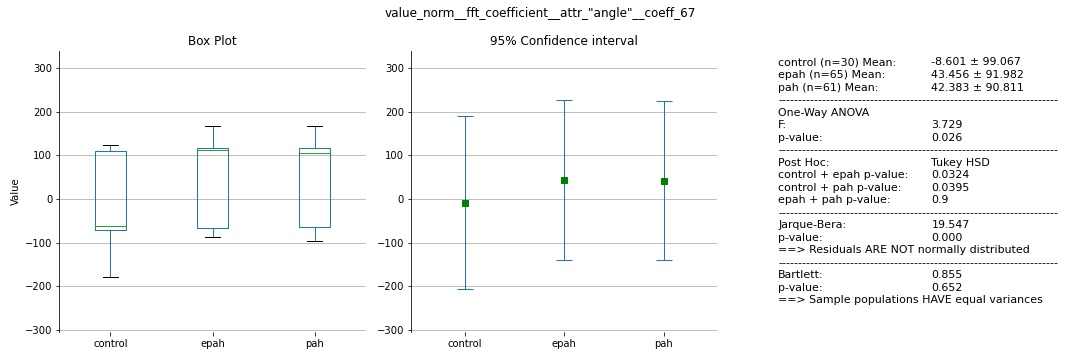 value_norm__fft_coefficient__attr_"angle"__coeff_67
Box Plot
Value
300
200
100
0
−100
−200
−300
control epah pah
95% Confidence interval
300
200
100
0
−100
−200
−300
control epah pah
control (n=30) Mean: -8.601 ± 99.067
epah (n=65) Mean: 43.456 ± 91.982
pah (n=61) Mean: 42.383 ± 90.811
One-Way ANOVA
F: 3.729
p-value: 0.026
Post Hoc: Tukey HSD
control + epah p-value: 0.0324
control + pah p-value: 0.0395
epah + pah p-value: 0.9
Jarque-Bera: 19.547
p-value: 0.000
==> Residuals ARE NOT normally distributed
Bartlett: 0.855
p-value: 0.652
==> Sample populations HAVE equal variances